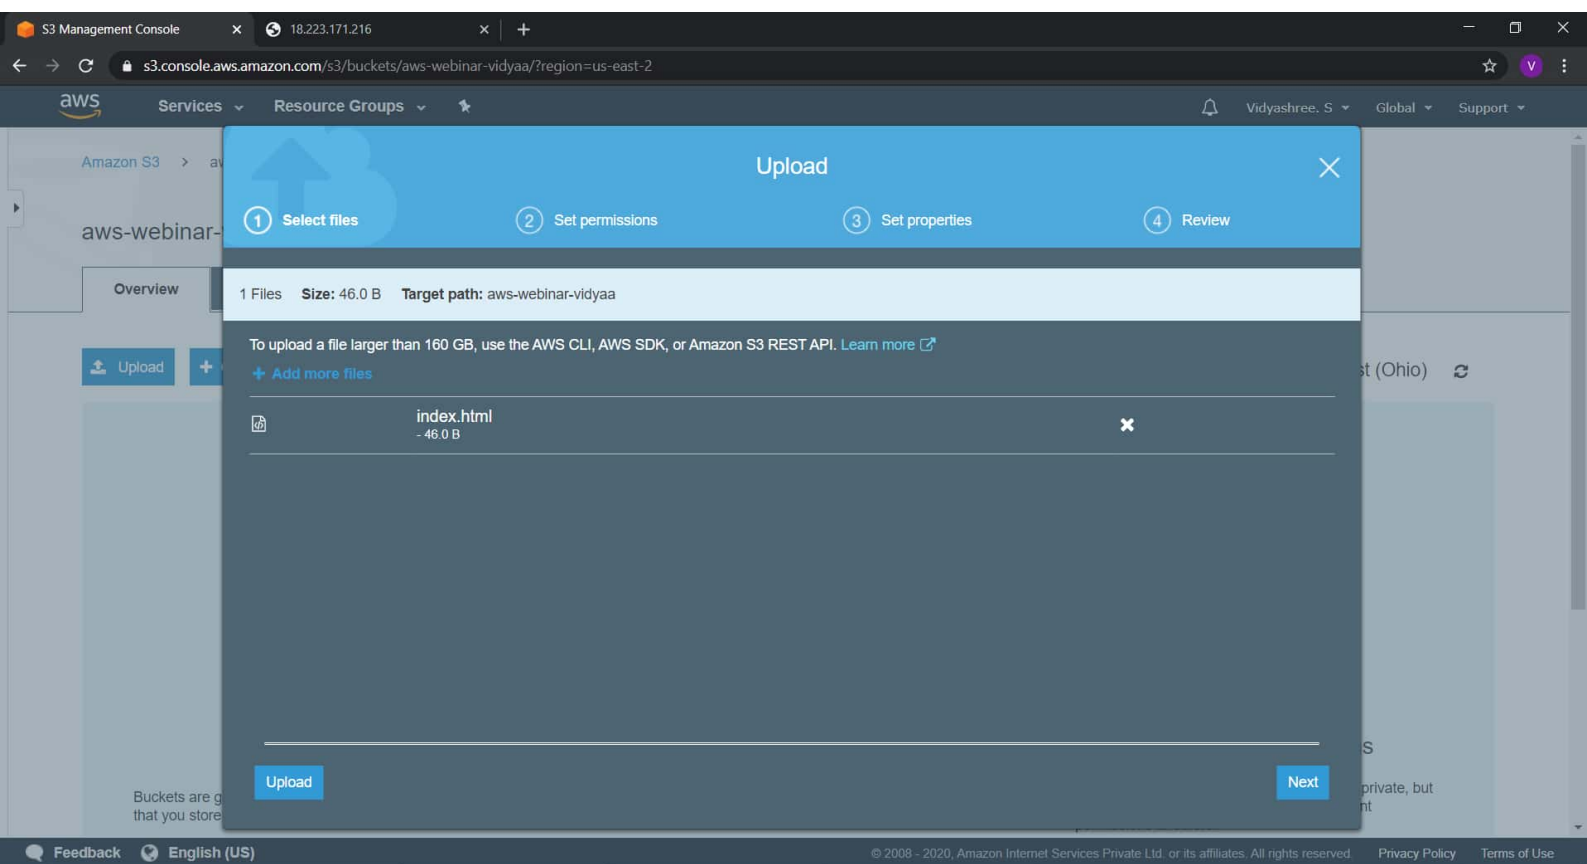 S3 Management Console
18.223.171.216
s3.console.aws.amazon.com/s3/buckets/aws-webinar-vidyaa/?region=us-east-2
aws Services Resource Groups Vidyashree. S Global Support
Amazon S3
Upload
1 Select files 2 Set permissions 3 Set properties 4 Review
aws-webinar-
Overview
1 Files Size: 46.0 B Target path: aws-webinar-vidyaa
To upload a file larger than 160 GB, use the AWS CLI, AWS SDK, or Amazon S3 REST API. Learn more
Upload
+ Add more files
(Ohio)
index.html
- 46.0 B
Upload Next
Buckets are
that you store
private, but
Feedback English (US) © 2008 - 2020, Amazon Internet Services Private Ltd. or its affiliates. All rights reserved. Privacy Policy Terms of Use